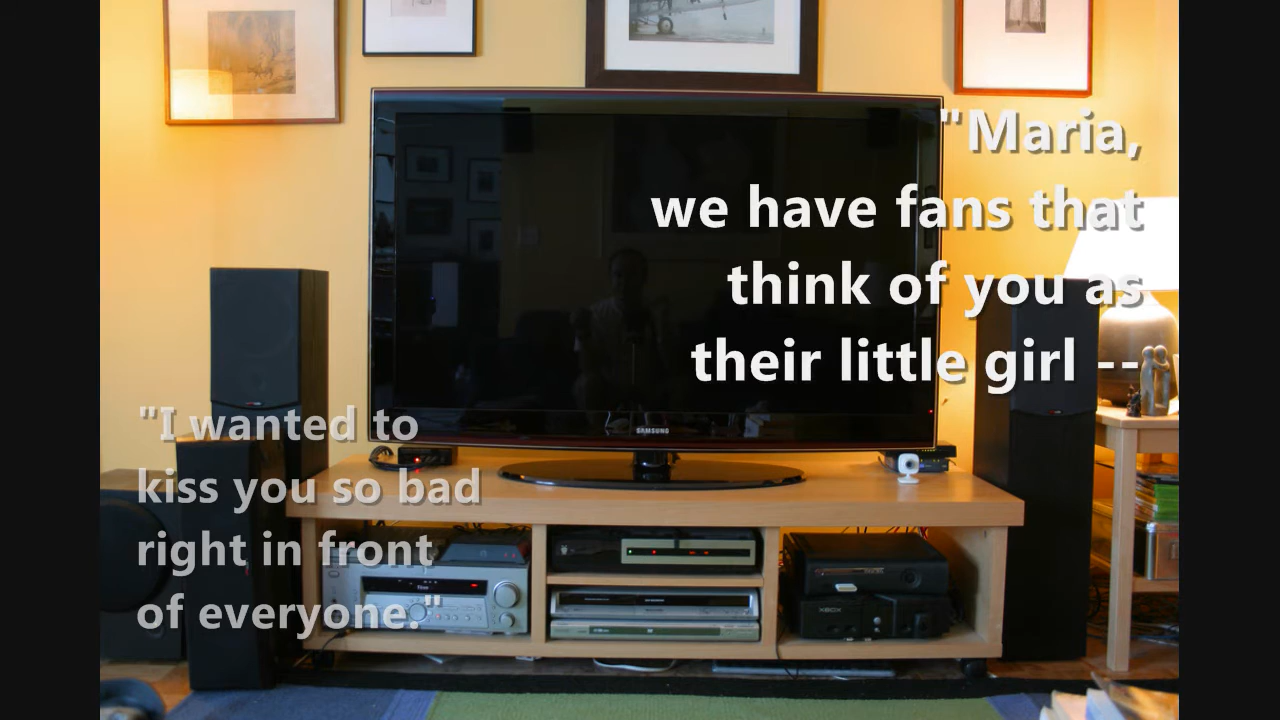 "Maria,
we have fans that
think of you as
their little girl --
"I wanted to
kiss you so bad
right in front
of everyone."
SAMSUNG
XBOX